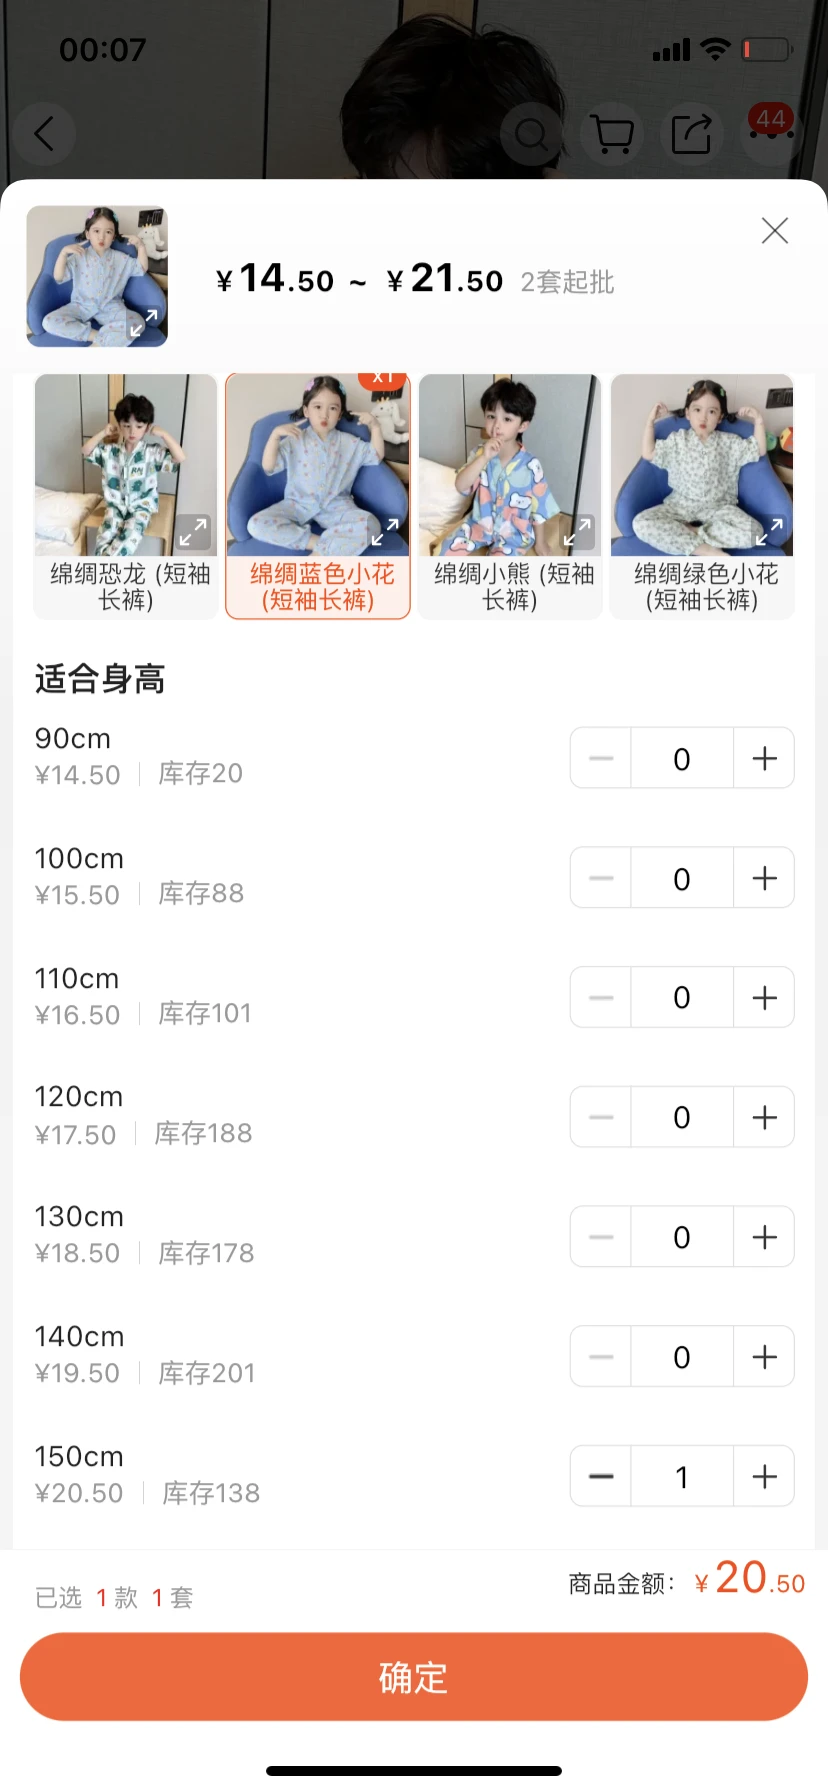 00:07
44
¥14.50 ~ ¥21.50 2套起批
x1
绵绸恐龙 (短袖
长裤)
绵绸蓝色小花
(短袖长裤)
绵绸小熊 (短袖
长裤)
绵绸绿色小花
(短袖长裤)
适合身高
90cm
¥14.50 库存20
0
100cm
¥15.50 库存88
0
110cm
¥16.50 库存101
0
120cm
¥17.50 库存188
0
130cm
¥18.50 库存178
0
140cm
¥19.50 库存201
0
150cm
¥20.50 库存138
1
已选 1 款 1 套
商品金额: ¥20.50
确定